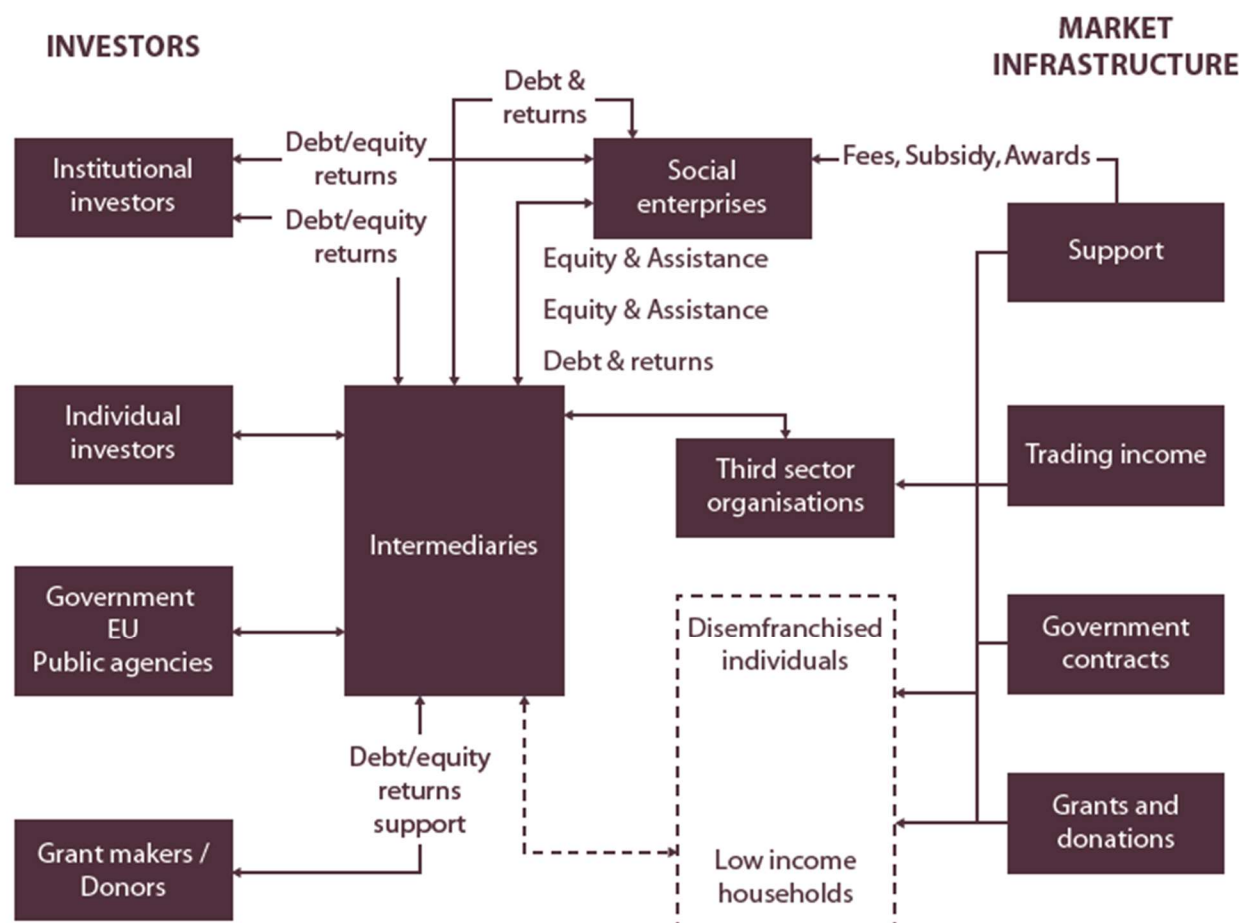 INVESTORS
MARKET
INFRASTRUCTURE
Debt &
returns
Institutional
investors
Debt/equity
returns
Debt/equity
returns
Social
enterprises
Fees, Subsidy, Awards
Support
Equity & Assistance
Equity & Assistance
Debt & returns
Individual
investors
Intermediaries
Third sector
organisations
Trading income
Government
EU
Public agencies
Disemfranchised
individuals
Government
contracts
Debt/equity
returns
support
Grant makers /
Donors
Low income
households
Grants and
donations